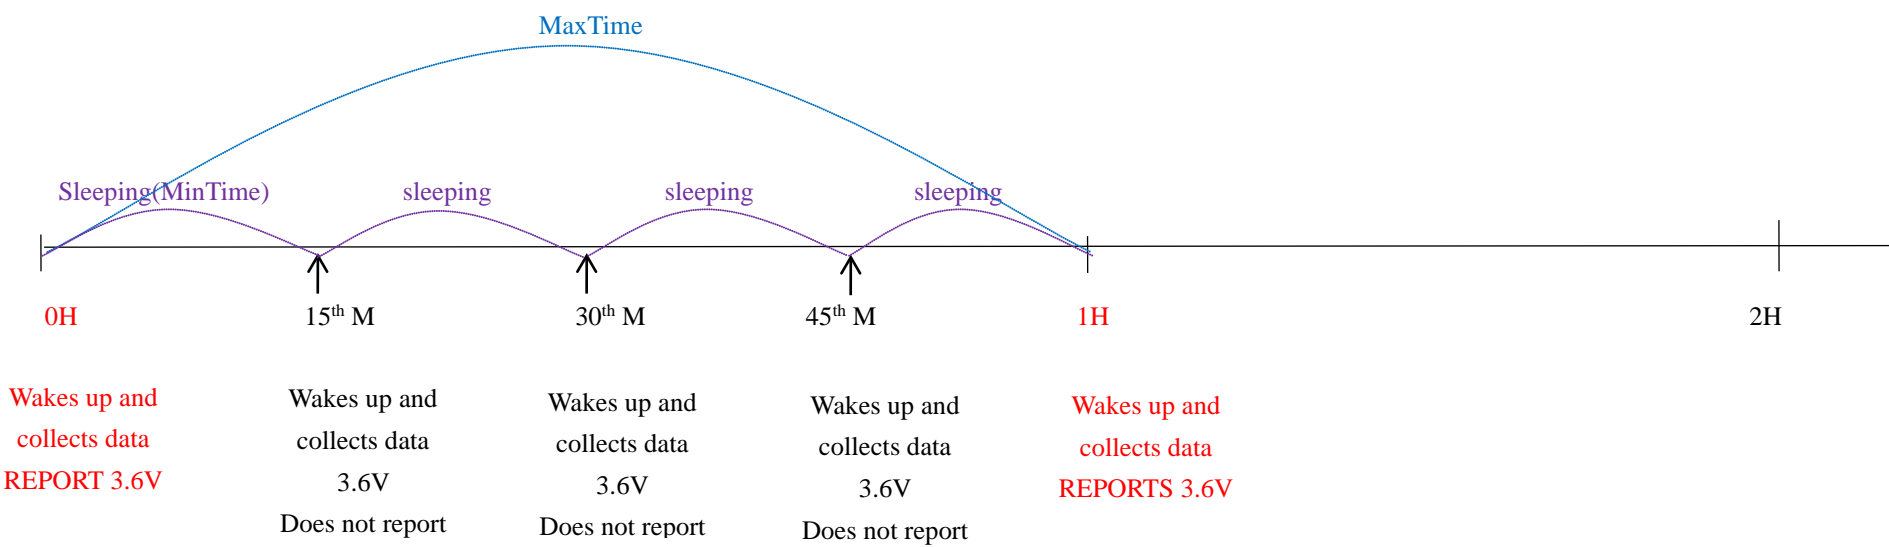 MaxTime
Sleeping(MinTime)
sleeping
sleeping
sleeping
0H
15th M
30th M
45th M
1H
2H
Wakes up and
collects data
REPORT 3.6V
Wakes up and
collects data
3.6V
Does not report
Wakes up and
collects data
3.6V
Does not report
Wakes up and
collects data
3.6V
Does not report
Wakes up and
collects data
REPORTS 3.6V